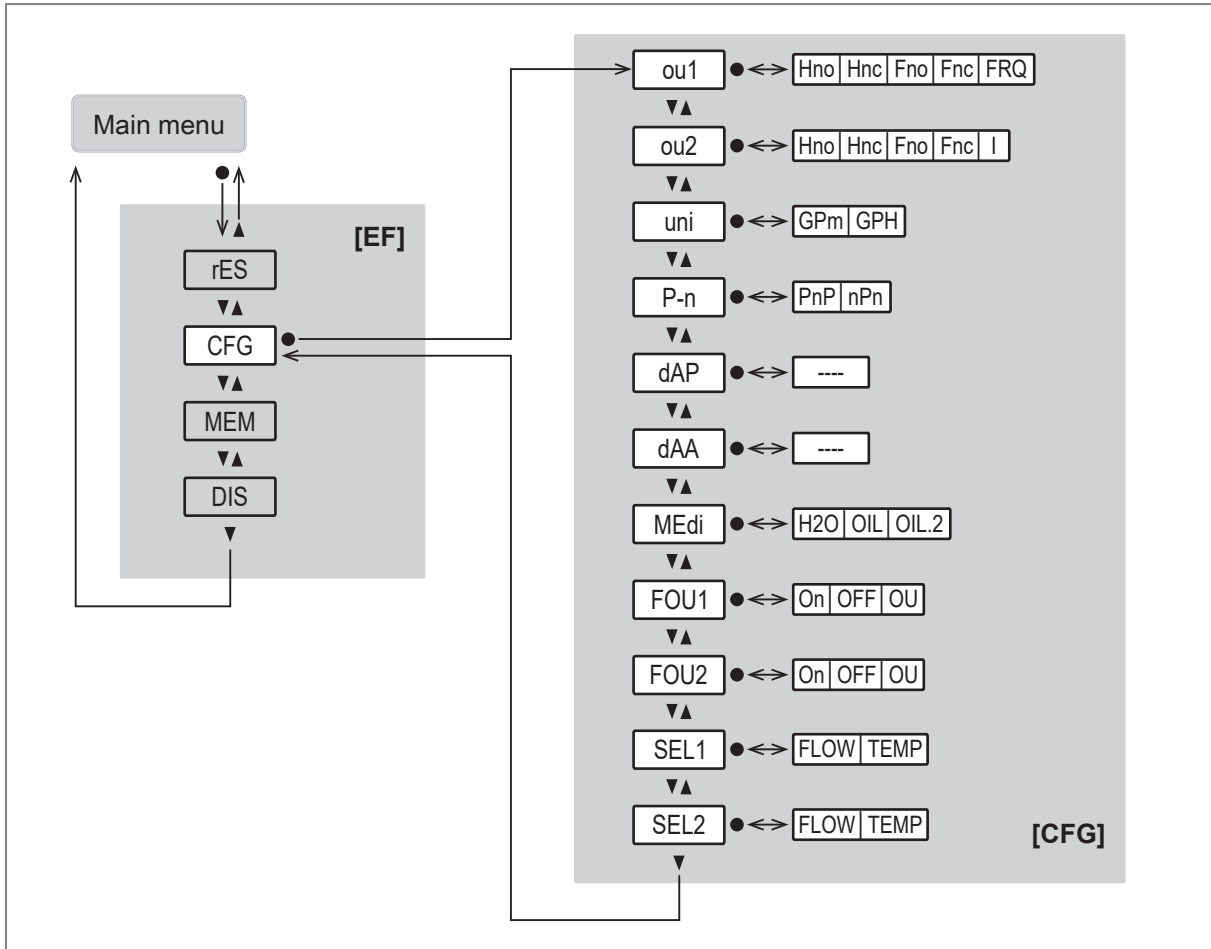 Main menu
[EF]
rES
CFG
MEM
DIS
ou1 Hno Hnc Fno Fnc FRQ
ou2 Hno Hnc Fno Fnc I
uni GPm GPH
P-n PnP nPn
dAP ----
dAA ----
MEdi H2O OIL OIL.2
FOU1 On OFF OU
FOU2 On OFF OU
SEL1 FLOW TEMP
SEL2 FLOW TEMP
[CFG]